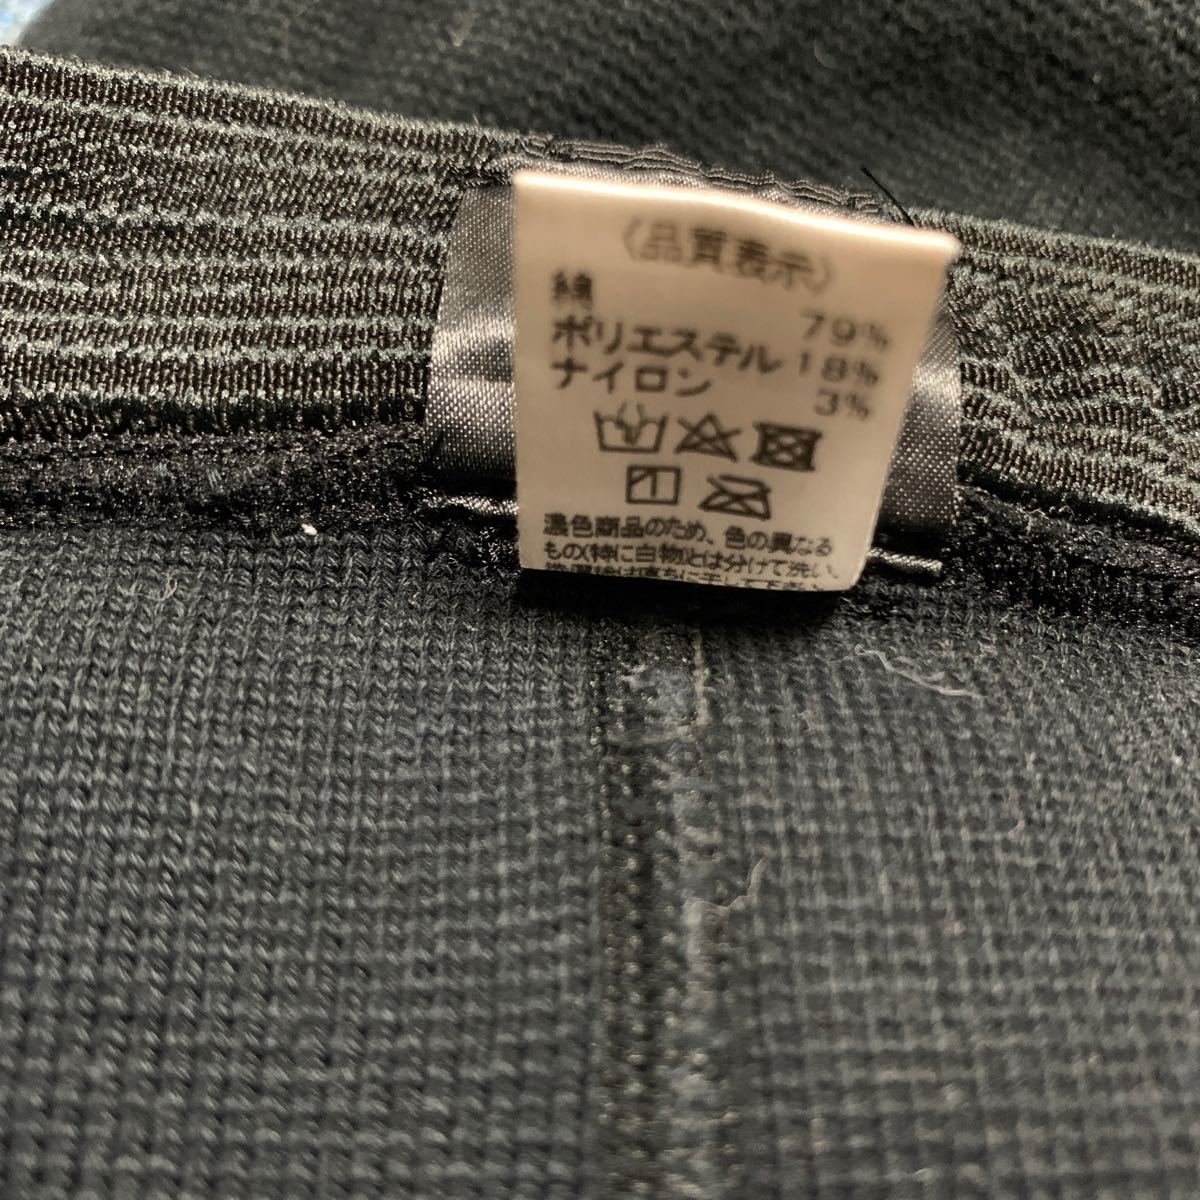 〈品質表示〉
綿 79%
ポリエステル 18%
ナイロン 3%
濃色商品のため、色の異なる
もの(特に白物)とは分けて洗い、